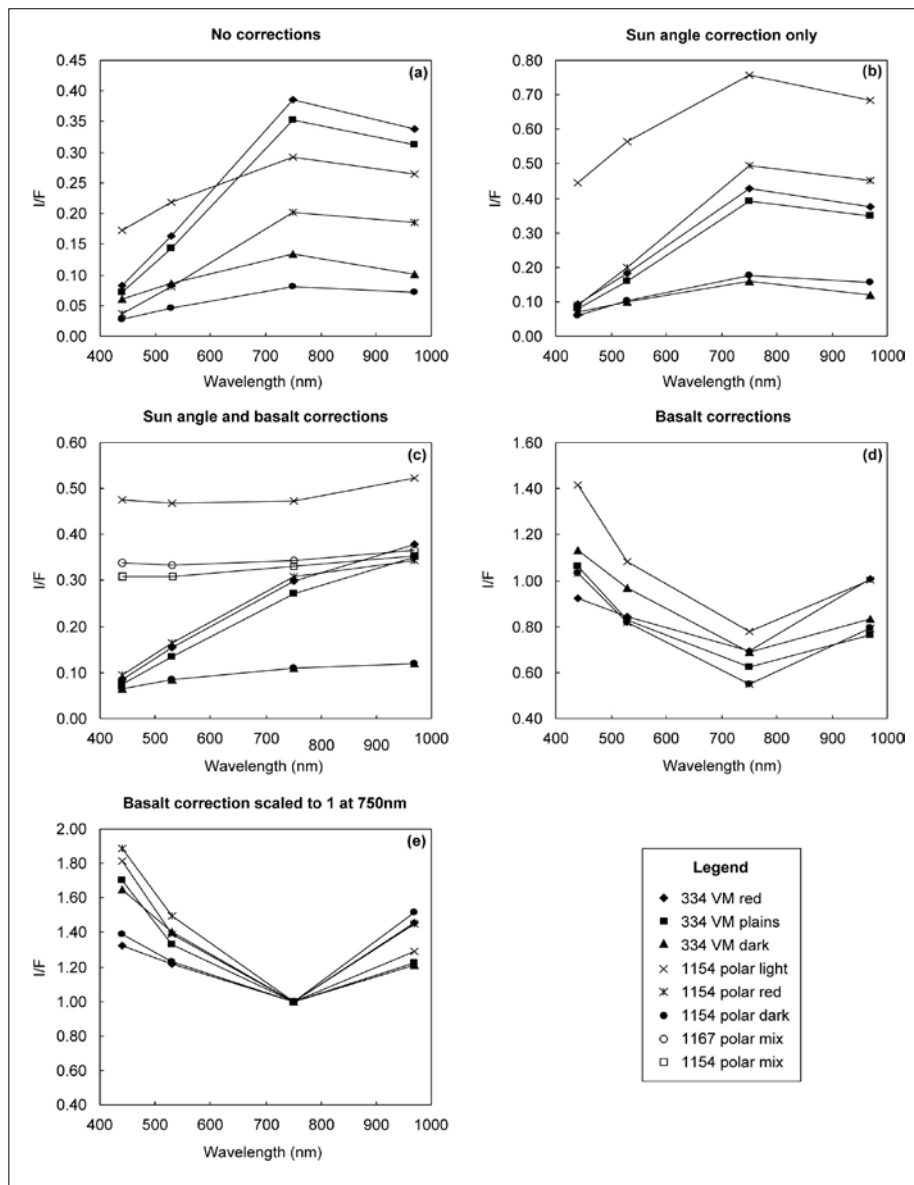 No corrections
(a)
0.45
0.40
0.35
0.30
0.25
0.20
0.15
0.10
0.05
0.00
I/F
400 500 600 700 800 900 1000
Wavelength (nm)
Sun angle correction only
(b)
0.80
0.70
0.60
0.50
0.40
0.30
0.20
0.10
0.00
I/F
400 500 600 700 800 900 1000
Wavelength (nm)
Sun angle and basalt corrections
(c)
0.60
0.50
0.40
0.30
0.20
0.10
0.00
I/F
400 500 600 700 800 900 1000
Wavelength (nm)
Basalt corrections
(d)
1.60
1.40
1.20
1.00
0.80
0.60
0.40
I/F
400 500 600 700 800 900 1000
Wavelength (nm)
Basalt correction scaled to 1 at 750nm
(e)
2.00
1.80
1.60
1.40
1.20
1.00
0.80
0.60
0.40
I/F
400 500 600 700 800 900 1000
Wavelength (nm)
Legend
334 VM red
334 VM plains
334 VM dark
1154 polar light
1154 polar red
1154 polar dark
1167 polar mix
1154 polar mix